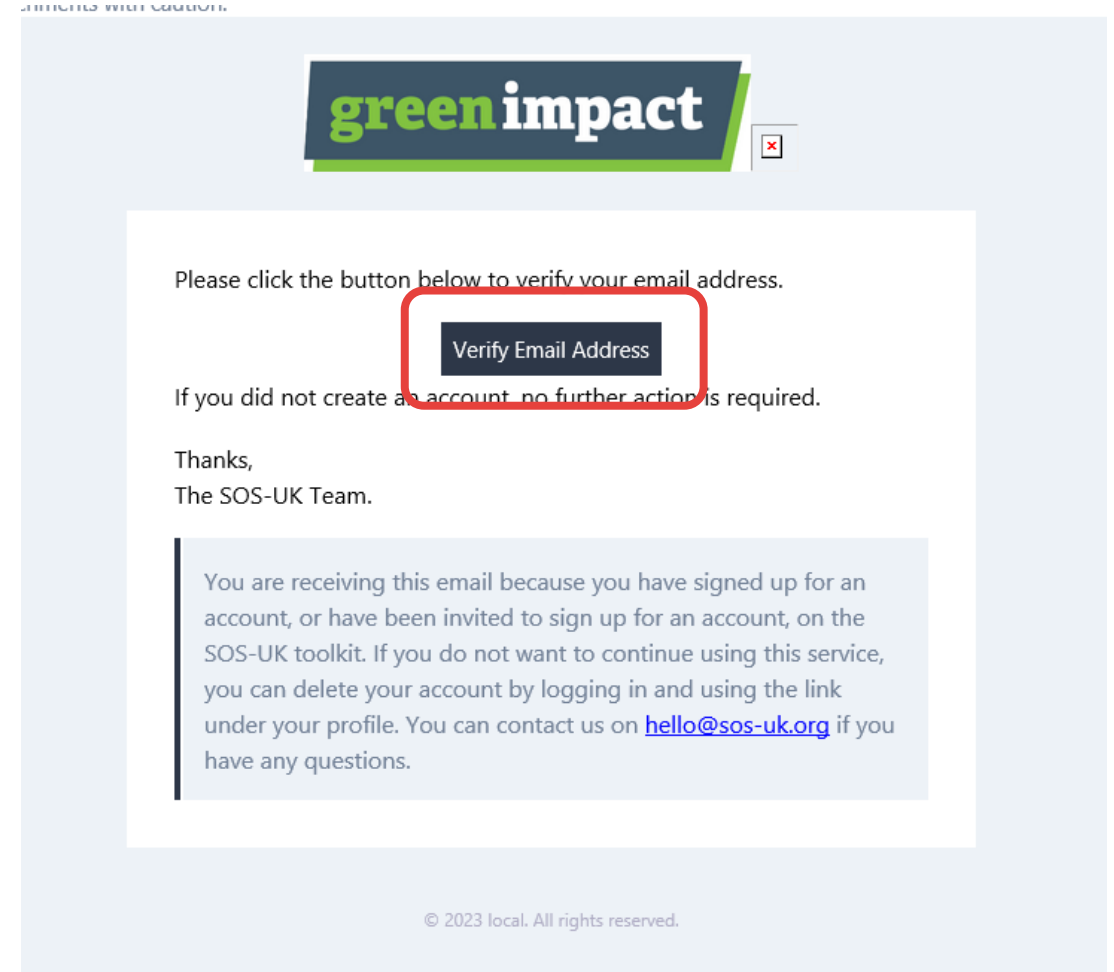 chments with caution.
green impact
Please click the button below to verify your email address.
Verify Email Address
If you did not create an account, no further action is required.
Thanks,
The SOS-UK Team.
You are receiving this email because you have signed up for an
account, or have been invited to sign up for an account, on the
SOS-UK toolkit. If you do not want to continue using this service,
you can delete your account by logging in and using the link
under your profile. You can contact us on hello@sos-uk.org if you
have any questions.
© 2023 local. All rights reserved.